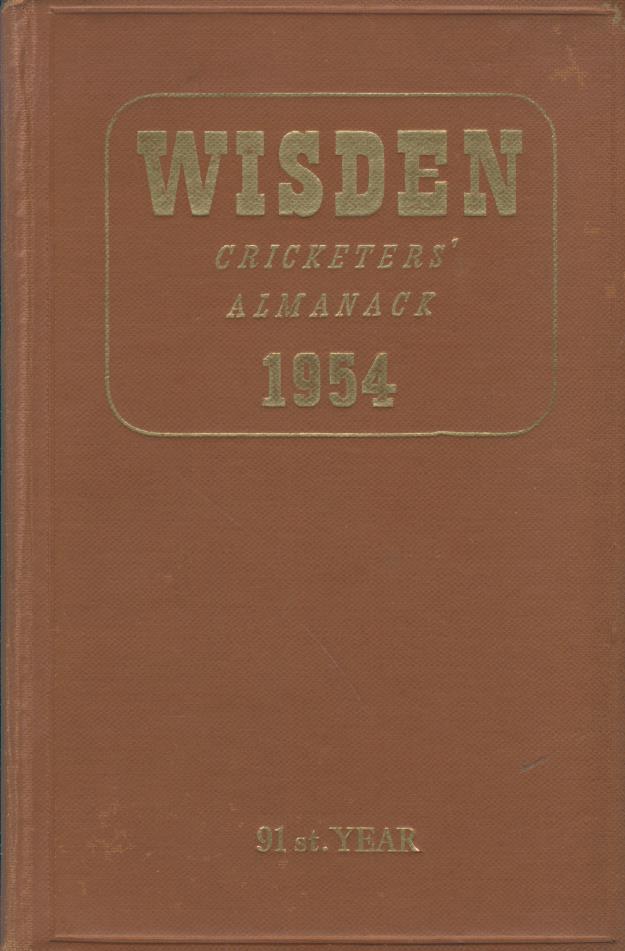 WISDEN
CRICKETERS'
ALMANACK
1954
91 st. YEAR